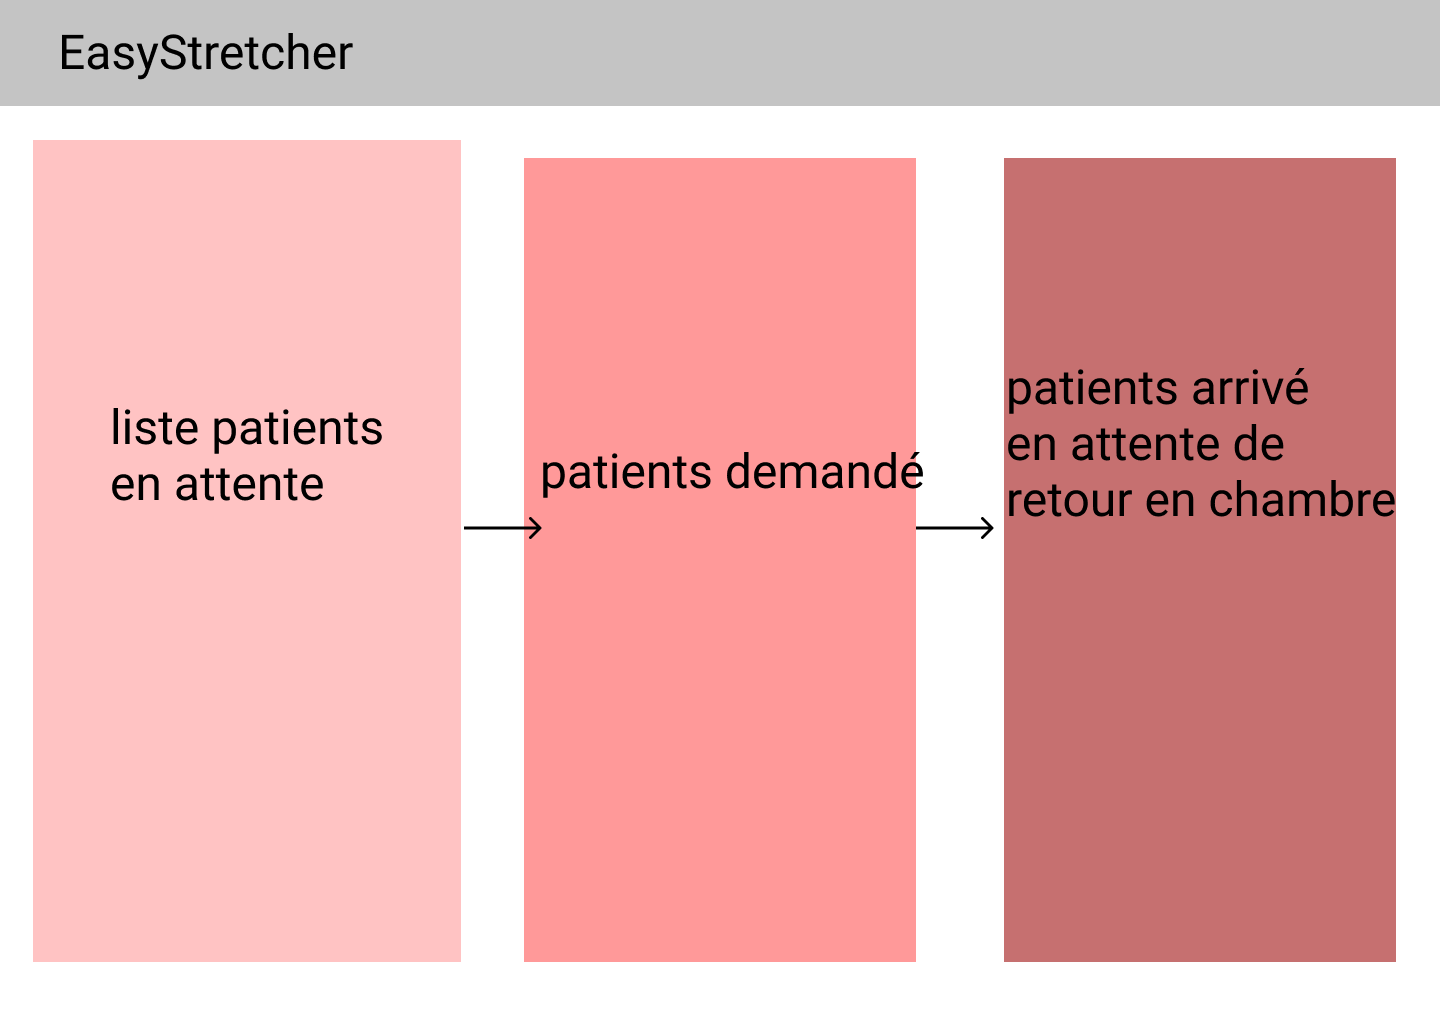 EasyStretcher
liste patients
en attente
patients demandé
patients arrivé
en attente de
retour en chambre